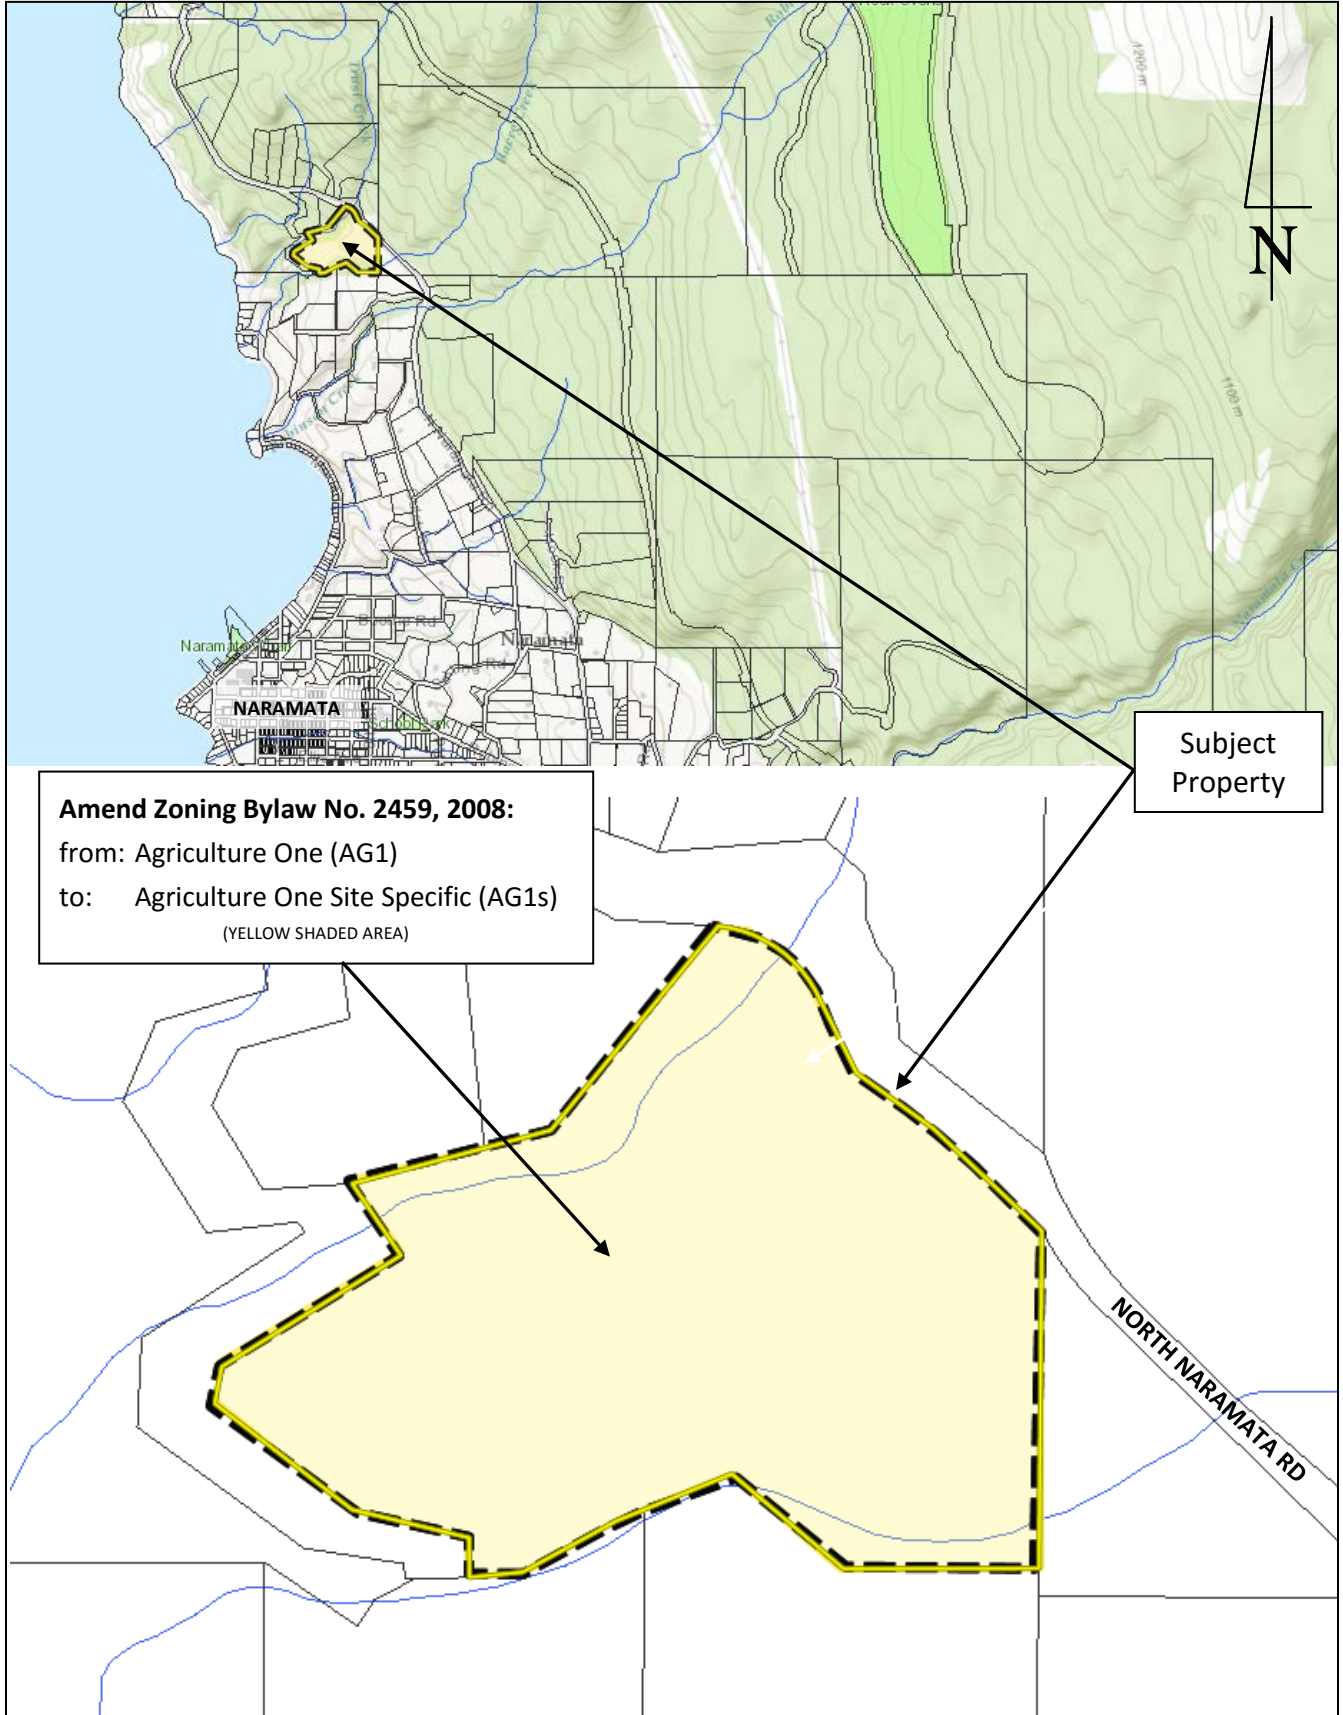 1200 m
N
1100 m
Naramata
NARAMATA
Subject
Property
Amend Zoning Bylaw No. 2459, 2008:
from: Agriculture One (AG1)
to: Agriculture One Site Specific (AG1s)
(YELLOW SHADED AREA)
NORTH NARAMATA RD